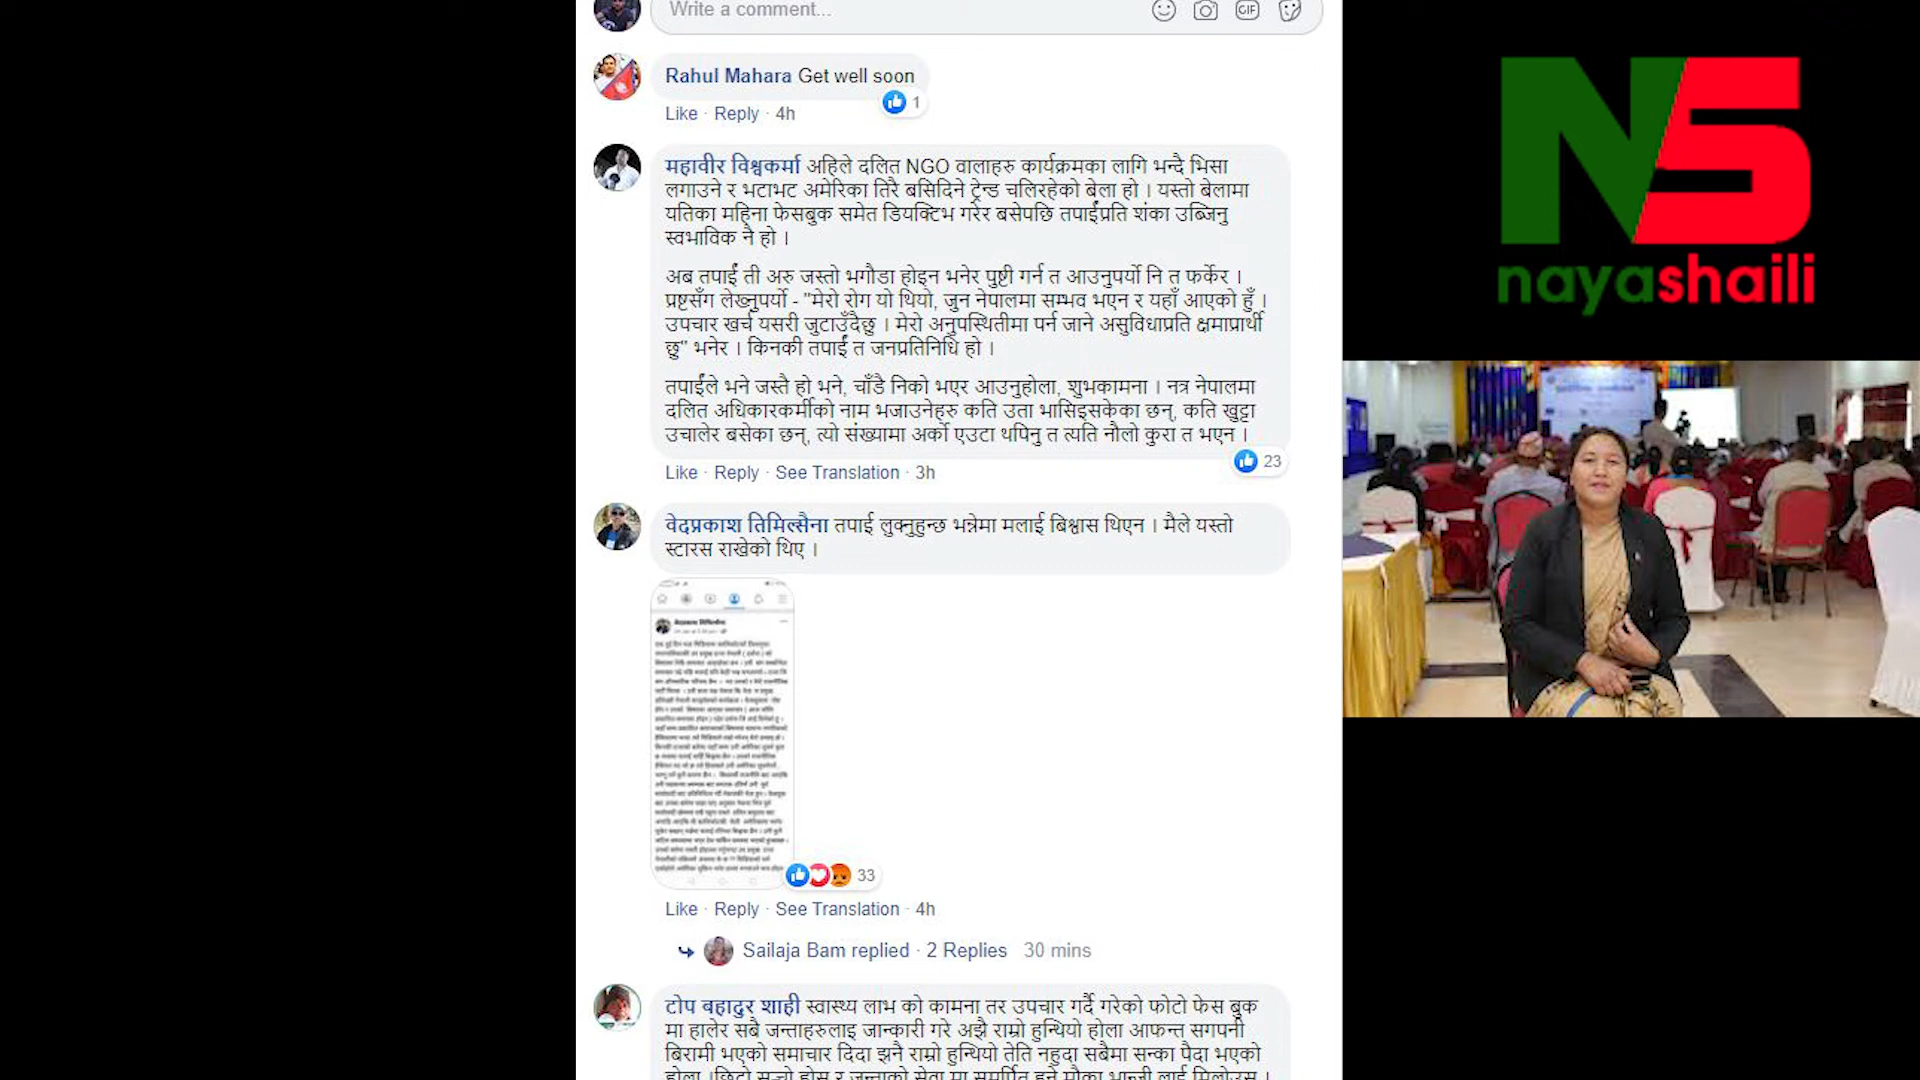 Write a comment...
GIF
Rahul Mahara Get well soon
1
Like · Reply · 4h
महावीर विश्वकर्मा अहिले दलित NGO वालाहरु कार्यक्रमका लागि भन्दै भिसा
लगाउने र भटाभट अमेरिका तिरै बसिदिने ट्रेन्ड चलिरहेको बेला हो । यस्तो बेलामा
यतिका महिना फेसबुक समेत डियक्टिभ गरेर बसेपछि तपाईंप्रति शंका उब्जिनु
स्वभाविक नै हो ।
अब तपाईं ती अरु जस्तो भगौडा होइन भनेर पुष्टी गर्न त आउनुपर्यो नि त फर्केर ।
प्रष्टसँग लेख्नुपर्यो - "मेरो रोग यो थियो, जुन नेपालमा सम्भव भएन र यहाँ आएको हुँ ।
उपचार खर्च यसरी जुटाउँदैछु । मेरो अनुपस्थितीमा पर्न जाने असुविधाप्रति क्षमाप्रार्थी
छु" भनेर । किनकी तपाईं त जनप्रतिनिधि हो ।
तपाईंले भने जस्तै हो भने, चाँडै निको भएर आउनुहोला, शुभकामना । नत्र नेपालमा
दलित अधिकारकर्मीको नाम भजाउनेहरु कति उता भासिइसकेका छन्, कति खुट्टा
उचालेर बसेका छन्, त्यो संख्यामा अर्को एउटा थपिनु त त्यति नौलो कुरा त भएन ।
23
Like · Reply · See Translation · 3h
वेदप्रकाश तिमिल्सैना तपाई लुक्नुहुन्छ भन्नेमा मलाई बिश्वास थिएन । मैले यस्तो
स्टारस राखेको थिए ।
33
Like · Reply · See Translation · 4h
Sailaja Bam replied · 2 Replies 30 mins
टोप बहादुर शाही स्वास्थ्य लाभ को कामना तर उपचार गर्दै गरेको फोटो फेस बुक
मा हालेर सबै जन्ताहरुलाइ जान्कारी गरे अझै राम्रो हुन्थियो होला आफन्त सगपनी
बिरामी भएको समाचार दिदा झनै राम्रो हुन्थियो तेति नहुदा सबैमा सन्का पैदा भएको
होला ।छिटो सन्चो होस र जन्ताको सेवा मा समर्पित हुने मौका भान्जी लाई मिलोउस ।
NS
nayashaili